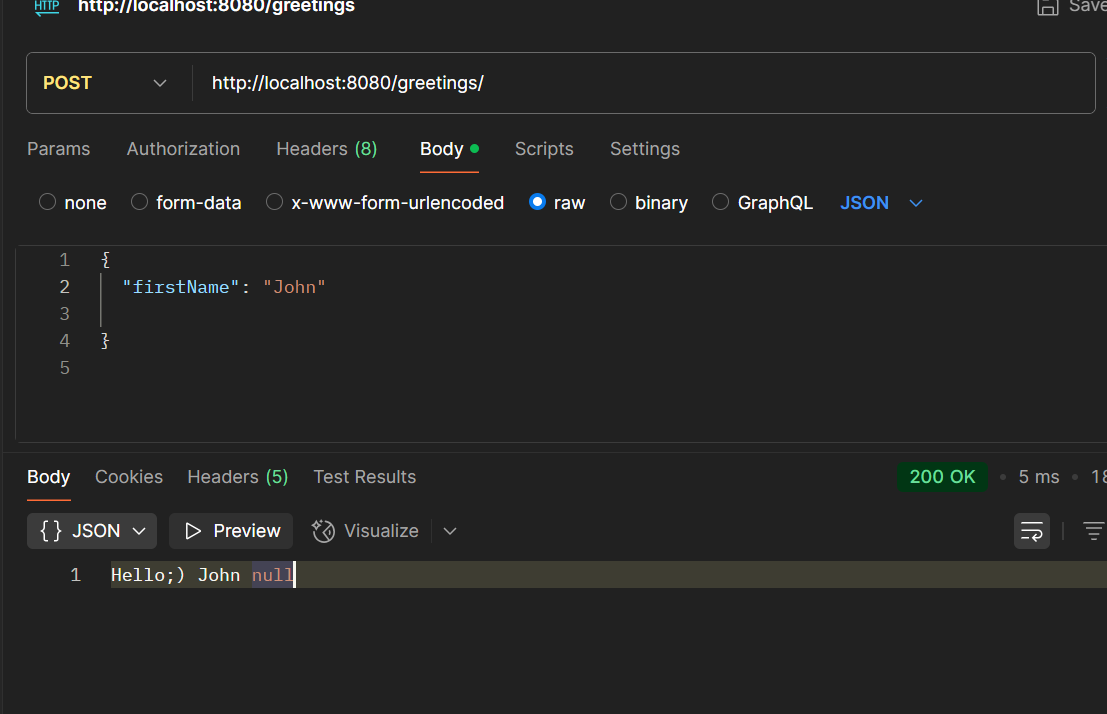 HTTP http://localhost:8080/greetings Save
POST http://localhost:8080/greetings/
Params Authorization Headers (8) Body Scripts Settings
none form-data x-www-form-urlencoded raw binary GraphQL JSON
1 {
2 "firstName": "John"
3
4 }
5
Body Cookies Headers (5) Test Results 200 OK • 5 ms • 18
{} JSON Preview Visualize
1 Hello;) John null